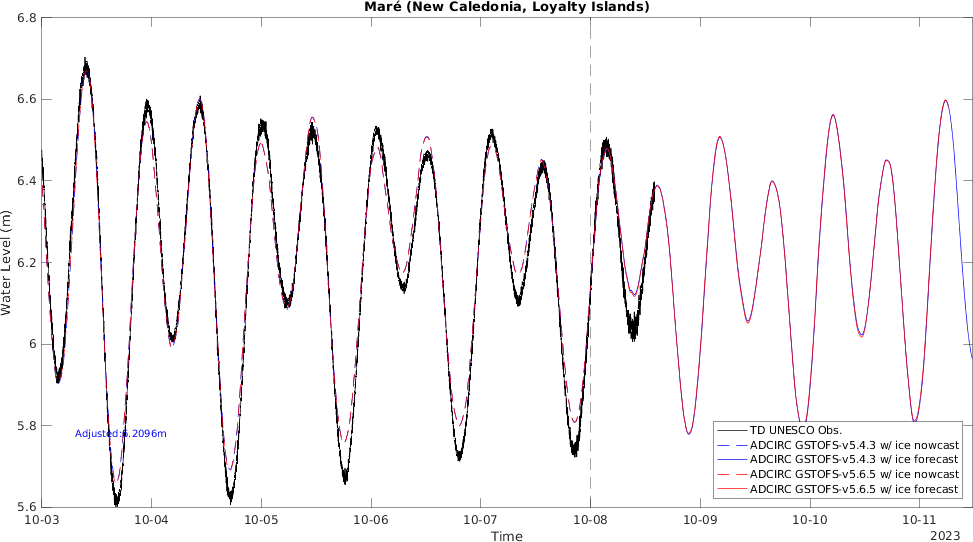 Maré (New Caledonia, Loyalty Islands)
6.8
6.6
6.4
6.2
6
5.8
5.6
Water Level (m)
Adjusted:6.2096m
TD UNESCO Obs.
ADCIRC GSTOFS-v5.4.3 w/ ice nowcast
ADCIRC GSTOFS-v5.4.3 w/ ice forecast
ADCIRC GSTOFS-v5.6.5 w/ ice nowcast
ADCIRC GSTOFS-v5.6.5 w/ ice forecast
10-03 10-04 10-05 10-06 10-07 10-08 10-09 10-10 10-11
Time
2023